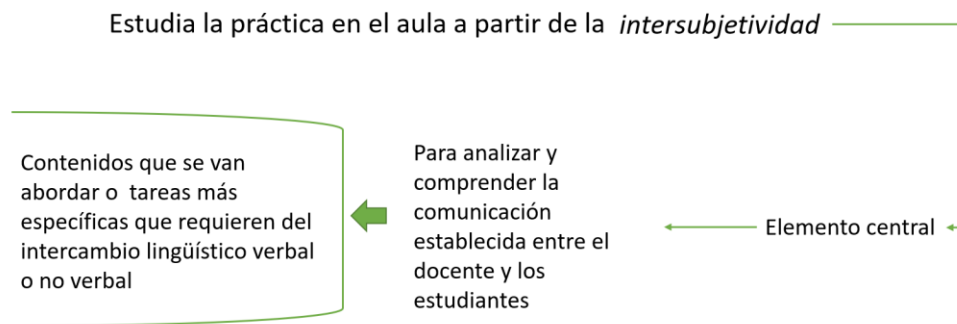 Estudia la práctica en el aula a partir de la intersubjetividad
Contenidos que se van
abordar o tareas más
específicas que requieren del
intercambio lingüístico verbal
o no verbal
Para analizar y
comprender la
comunicación
establecida entre el
docente y los
estudiantes
Elemento central